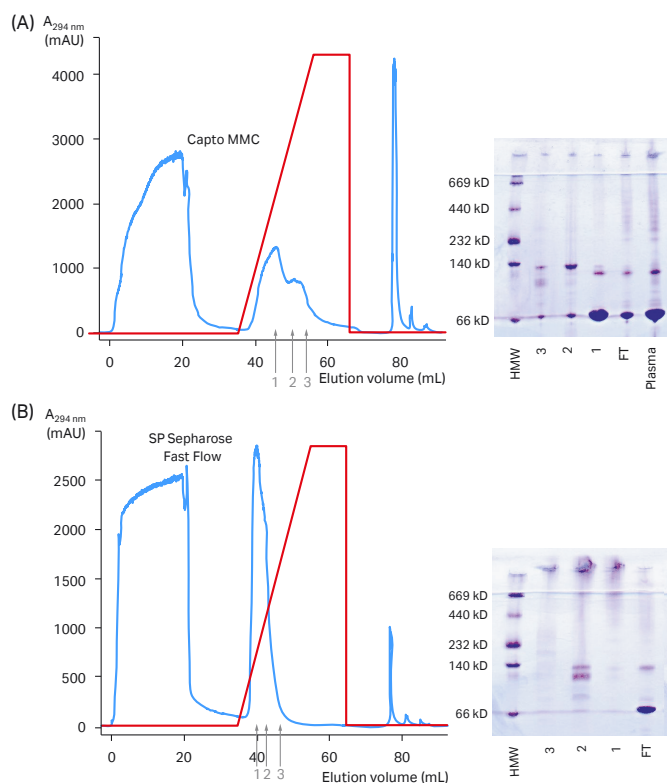 (A)
A294 nm
(mAU)
4000
3000
2000
1000
0
Capto MMC
0 20 40 60 80
1 2 3
Elution volume (mL)
669 kD
440 kD
232 kD
140 kD
66 kD
HMW 3 2 1 FT Plasma
(B)
A294 nm
(mAU)
2500
2000
1500
1000
500
0
SP Sepharose
Fast Flow
0 20 40 60 80
1 2 3
Elution volume (mL)
669 kD
440 kD
232 kD
140 kD
66 kD
HMW 3 2 1 FT